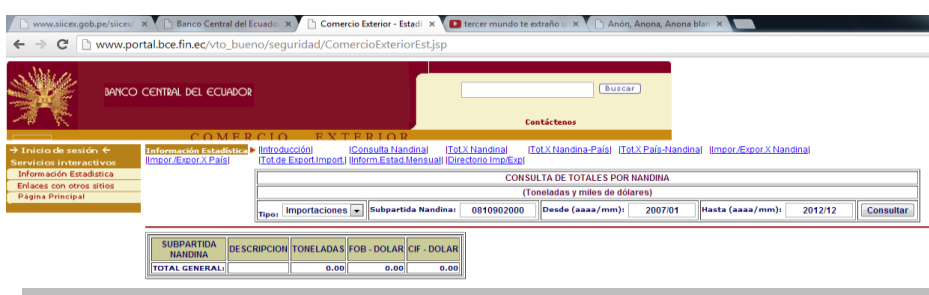 www.siicex.gob.pe/siicex/
Banco Central del Ecuador
Comercio Exterior - Estadí
tercer mundo te extraño
Anón, Anona, Anona blan
www.portal.bce.fin.ec/vto_bueno/seguridad/ComercioExteriorEst.jsp
BANCO CENTRAL DEL ECUADOR
Buscar
Contáctenos
COMERCIO EXTERIOR
→ Inicio de sesión ←
Servicios interactivos
Información Estadística
Enlaces con otros sitios
Página Principal
Información Estadística |Introducción| |Consulta Nandina| |Tot.X Nandina| |Tot.X Nandina-País| |Tot.X País-Nandina| |Impor./Expor.X Nandina|
|Impor./Expor.X País| |Tot.de Export.Import.| |Inform.Estad.Mensual| |Directorio Imp/Exp|
CONSULTA DE TOTALES POR NANDINA
(Toneladas y miles de dólares)
Tipo: Importaciones Subpartida Nandina: 0810902000 Desde (aaaa/mm): 2007/01 Hasta (aaaa/mm): 2012/12 Consultar
SUBPARTIDA NANDINA DESCRIPCION TONELADAS FOB - DOLAR CIF - DOLAR
TOTAL GENERAL: 0.00 0.00 0.00